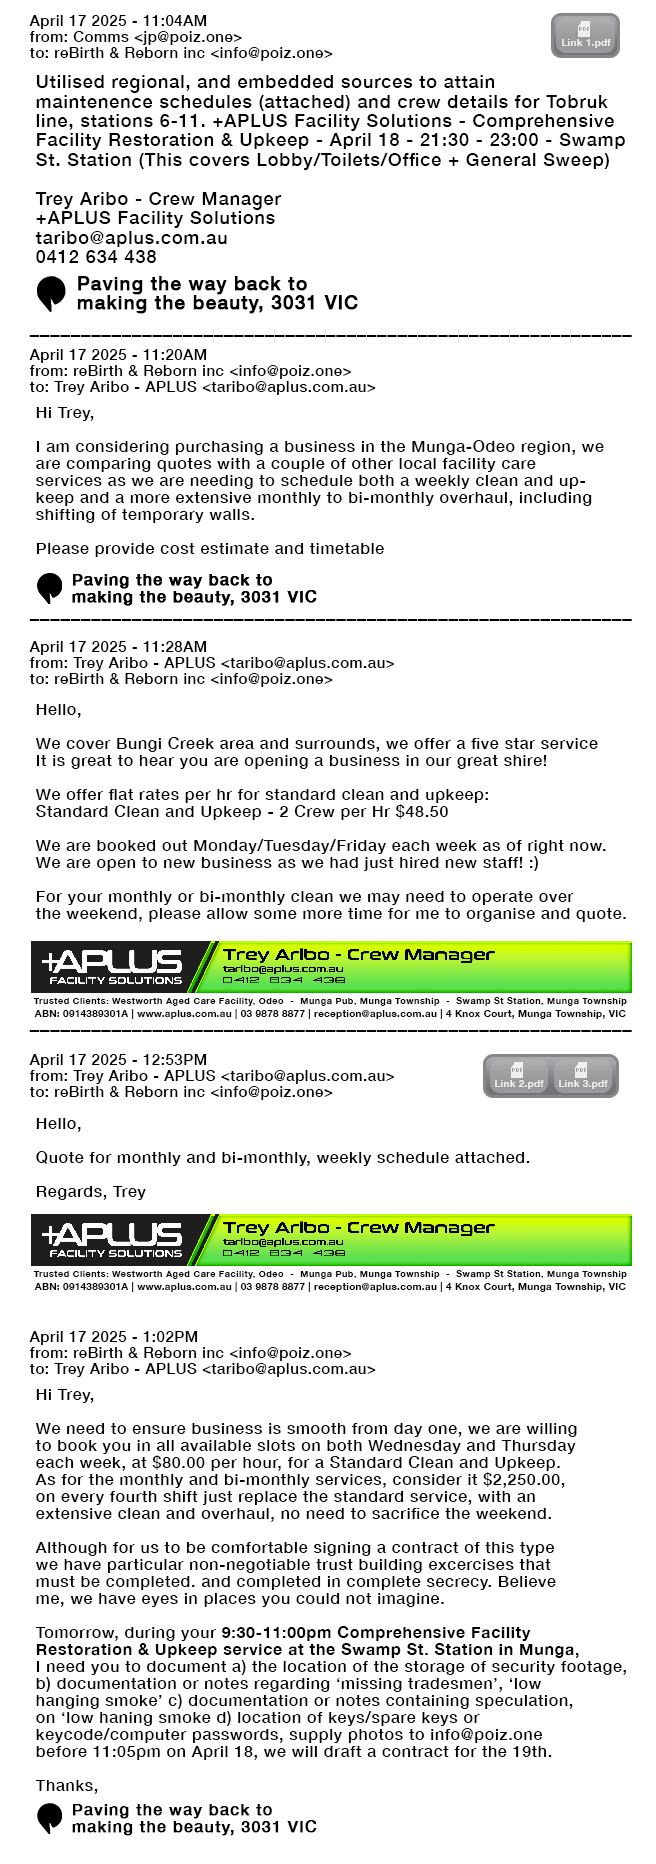 April 17 2025 - 11:04AM
from: Comms <jp@poiz.one>
to: reBirth & Reborn inc <info@poiz.one>
PDF
Link 1.pdf
Utilised regional, and embedded sources to attain
maintenence schedules (attached) and crew details for Tobruk
line, stations 6-11. +APLUS Facility Solutions - Comprehensive
Facility Restoration & Upkeep - April 18 - 21:30 - 23:00 - Swamp
St. Station (This covers Lobby/Toilets/Office + General Sweep)
Trey Aribo - Crew Manager
+APLUS Facility Solutions
taribo@aplus.com.au
0412 634 438
Paving the way back to
making the beauty, 3031 VIC
April 17 2025 - 11:20AM
from: reBirth & Reborn inc <info@poiz.one>
to: Trey Aribo - APLUS <taribo@aplus.com.au>
Hi Trey,
I am considering purchasing a business in the Munga-Odeo region, we
are comparing quotes with a couple of other local facility care
services as we are needing to schedule both a weekly clean and up-
keep and a more extensive monthly to bi-monthly overhaul, including
shifting of temporary walls.
Please provide cost estimate and timetable
Paving the way back to
making the beauty, 3031 VIC
April 17 2025 - 11:28AM
from: Trey Aribo - APLUS <taribo@aplus.com.au>
to: reBirth & Reborn inc <info@poiz.one>
Hello,
We cover Bungi Creek area and surrounds, we offer a five star service
It is great to hear you are opening a business in our great shire!
We offer flat rates per hr for standard clean and upkeep:
Standard Clean and Upkeep - 2 Crew per Hr $48.50
We are booked out Monday/Tuesday/Friday each week as of right now.
We are open to new business as we had just hired new staff! :)
For your monthly or bi-monthly clean we may need to operate over
the weekend, please allow some more time for me to organise and quote.
+APLUS
FACILITY SOLUTIONS
Trey Aribo - Crew Manager
taribo@aplus.com.au
0412 634 438
Trusted Clients: Westworth Aged Care Facility, Odeo - Munga Pub, Munga Township - Swamp St Station, Munga Township
ABN: 0914389301A | www.aplus.com.au | 03 9878 8877 | reception@aplus.com.au | 4 Knox Court, Munga Township, VIC
April 17 2025 - 12:53PM
from: Trey Aribo - APLUS <taribo@aplus.com.au>
to: reBirth & Reborn inc <info@poiz.one>
PDF PDF
Link 2.pdf Link 3.pdf
Hello,
Quote for monthly and bi-monthly, weekly schedule attached.
Regards, Trey
+APLUS
FACILITY SOLUTIONS
Trey Aribo - Crew Manager
taribo@aplus.com.au
0412 634 438
Trusted Clients: Westworth Aged Care Facility, Odeo - Munga Pub, Munga Township - Swamp St Station, Munga Township
ABN: 0914389301A | www.aplus.com.au | 03 9878 8877 | reception@aplus.com.au | 4 Knox Court, Munga Township, VIC
April 17 2025 - 1:02PM
from: reBirth & Reborn inc <info@poiz.one>
to: Trey Aribo - APLUS <taribo@aplus.com.au>
Hi Trey,
We need to ensure business is smooth from day one, we are willing
to book you in all available slots on both Wednesday and Thursday
each week, at $80.00 per hour, for a Standard Clean and Upkeep.
As for the monthly and bi-monthly services, consider it $2,250.00,
on every fourth shift just replace the standard service, with an
extensive clean and overhaul, no need to sacrifice the weekend.
Although for us to be comfortable signing a contract of this type
we have particular non-negotiable trust building excercises that
must be completed. and completed in complete secrecy. Believe
me, we have eyes in places you could not imagine.
Tomorrow, during your 9:30-11:00pm Comprehensive Facility
Restoration & Upkeep service at the Swamp St. Station in Munga,
I need you to document a) the location of the storage of security footage,
b) documentation or notes regarding ‘missing tradesmen’, ‘low
hanging smoke’ c) documentation or notes containing speculation,
on ‘low haning smoke d) location of keys/spare keys or
keycode/computer passwords, supply photos to info@poiz.one
before 11:05pm on April 18, we will draft a contract for the 19th.
Thanks,
Paving the way back to
making the beauty, 3031 VIC